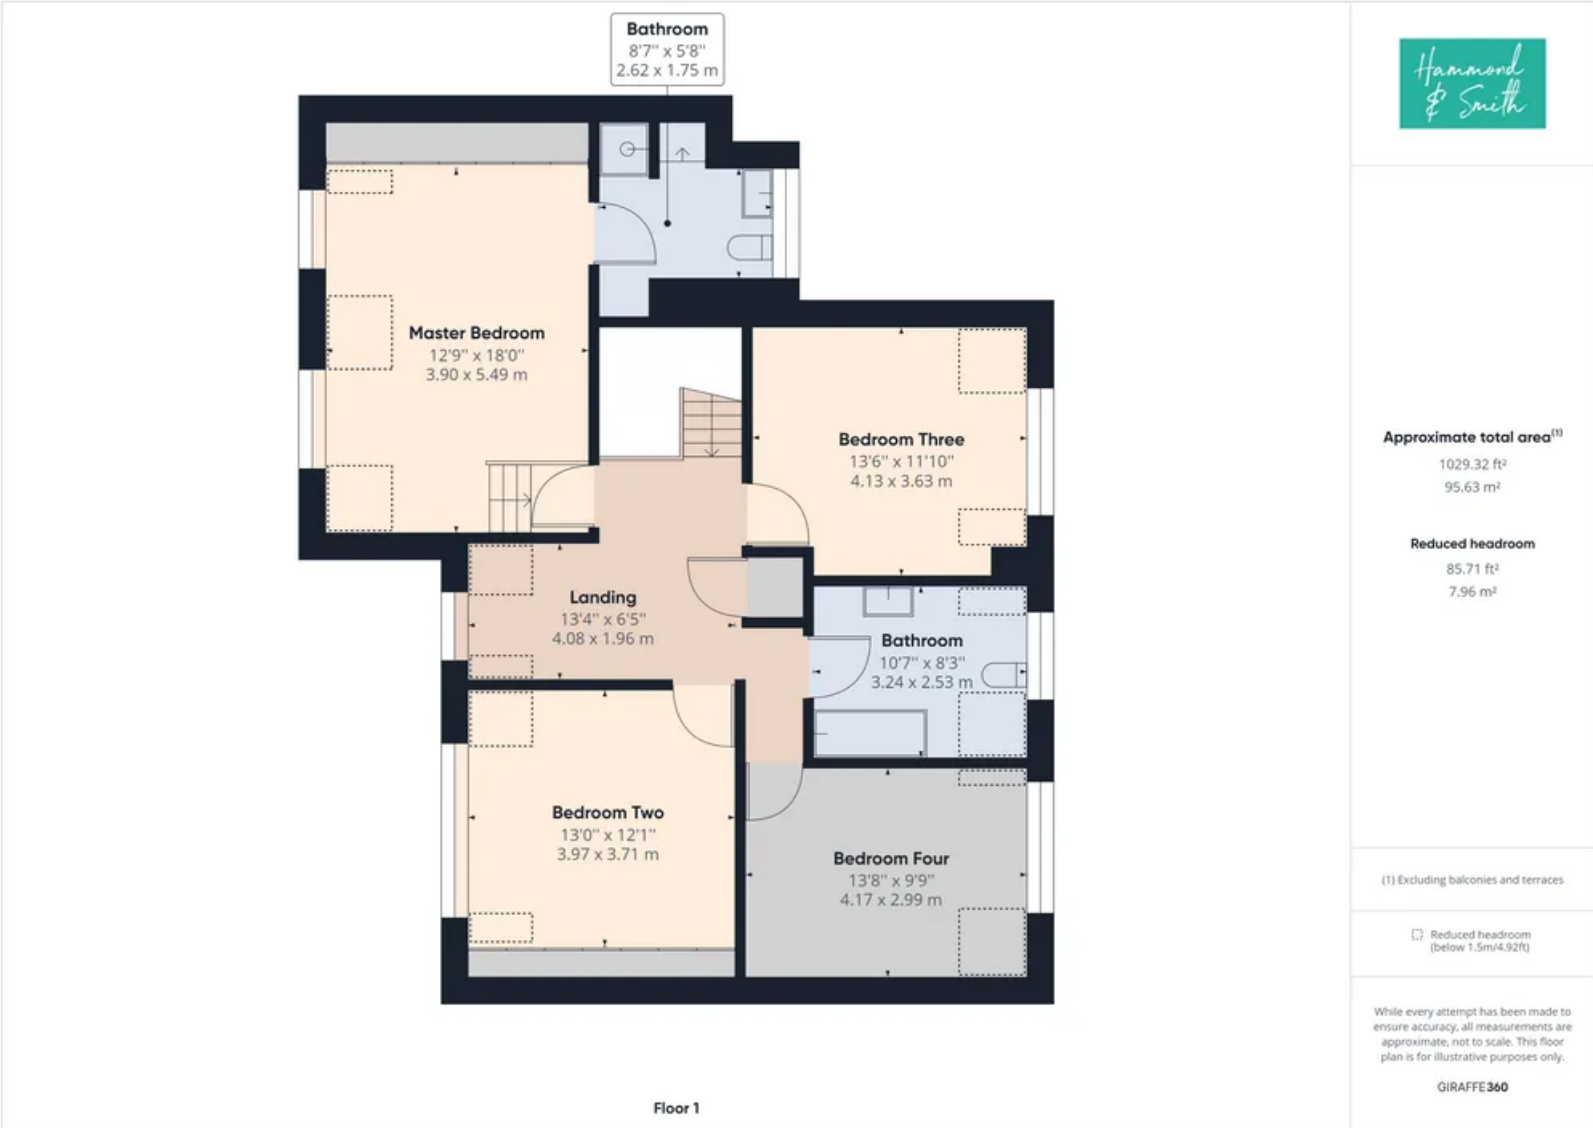 Bathroom
8'7" x 5'8"
2.62 x 1.75 m
Master Bedroom
12'9" x 18'0"
3.90 x 5.49 m
Bedroom Three
13'6" x 11'10"
4.13 x 3.63 m
Landing
13'4" x 6'5"
4.08 x 1.96 m
Bathroom
10'7" x 8'3"
3.24 x 2.53 m
Bedroom Two
13'0" x 12'1"
3.97 x 3.71 m
Bedroom Four
13'8" x 9'9"
4.17 x 2.99 m
Floor 1
Hammond
& Smith
Approximate total area(1)
1029.32 ft²
95.63 m²
Reduced headroom
85.71 ft²
7.96 m²
(1) Excluding balconies and terraces
Reduced headroom
(below 1.5m/4.92ft)
While every attempt has been made to
ensure accuracy, all measurements are
approximate, not to scale. This floor
plan is for illustrative purposes only.
GIRAFFE360